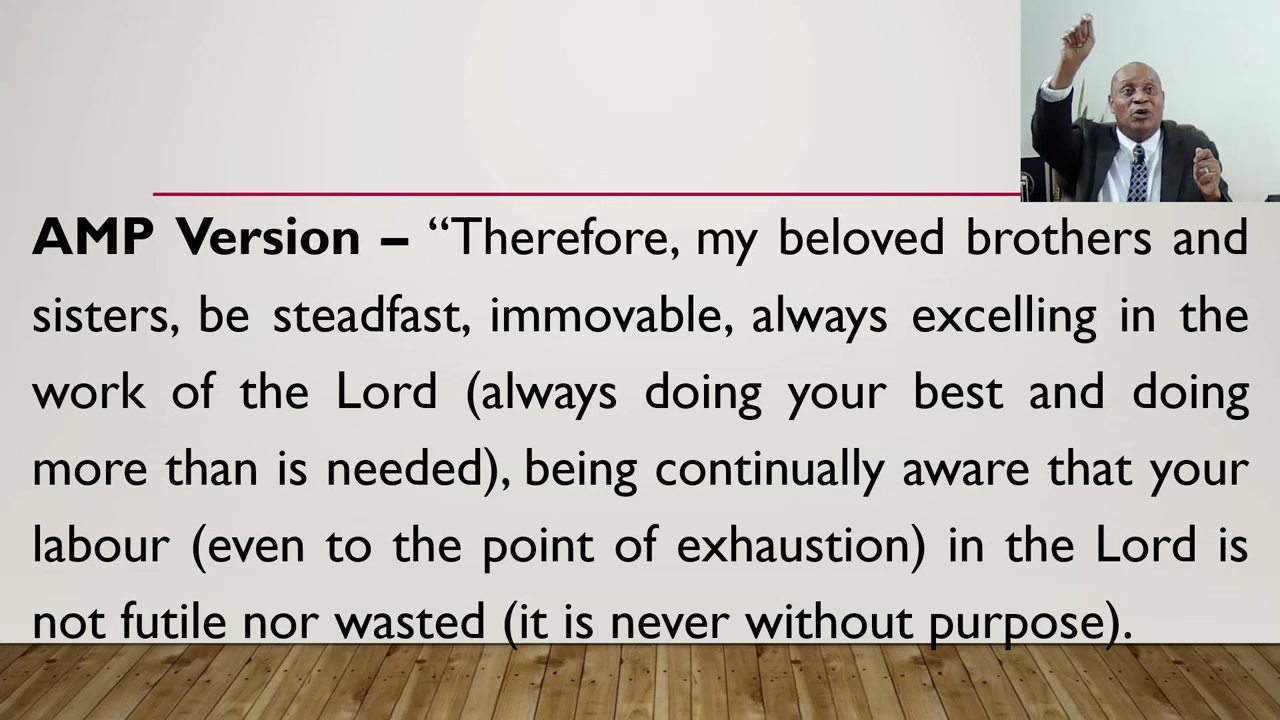 AMP Version – “Therefore, my beloved brothers and
sisters, be steadfast, immovable, always excelling in the
work of the Lord (always doing your best and doing
more than is needed), being continually aware that your
labour (even to the point of exhaustion) in the Lord is
not futile nor wasted (it is never without purpose).